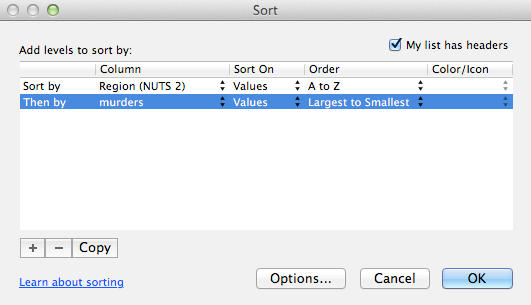 Sort
Add levels to sort by:
My list has headers
Column Sort On Order Color/Icon
Sort by Region (NUTS 2) Values A to Z
Then by murders Values Largest to Smallest
+ − Copy
Learn about sorting
Options... Cancel OK